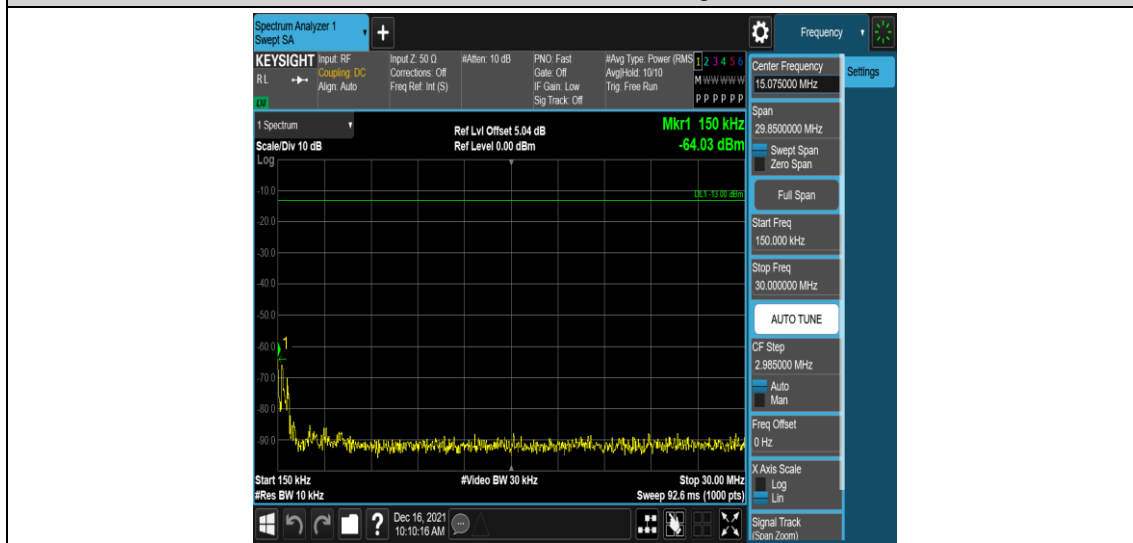 Spectrum Analyzer 1
Swept SA
+
Frequency
KEYSIGHT
RL
Input: RF
Coupling: DC
Align: Auto
Input Z: 50 Ω
Corrections: Off
Freq Ref: Int (S)
#Atten: 10 dB
PNO: Fast
Gate: Off
IF Gain: Low
Sig Track: Off
#Avg Type: Power (RMS
Avg|Hold: 10/10
Trig: Free Run
1 2 3 4 5 6
M W W W W W
P P P P P P
1 Spectrum
Scale/Div 10 dB
Ref Lvl Offset 5.04 dB
Ref Level 0.00 dBm
Mkr1 150 kHz
-64.03 dBm
Log
DL1 -13.00 dBm
-10.0
-20.0
-30.0
-40.0
-50.0
-60.0
1
-70.0
-80.0
-90.0
Start 150 kHz
#Res BW 10 kHz
#Video BW 30 kHz
Stop 30.00 MHz
Sweep 92.6 ms (1000 pts)
Center Frequency
15.075000 MHz
Settings
Span
29.8500000 MHz
Swept Span
Zero Span
Full Span
Start Freq
150.000 kHz
Stop Freq
30.000000 MHz
AUTO TUNE
CF Step
2.985000 MHz
Auto
Man
Freq Offset
0 Hz
X Axis Scale
Log
Lin
Signal Track
(Span Zoom)
?
Dec 16, 2021
10:10:16 AM